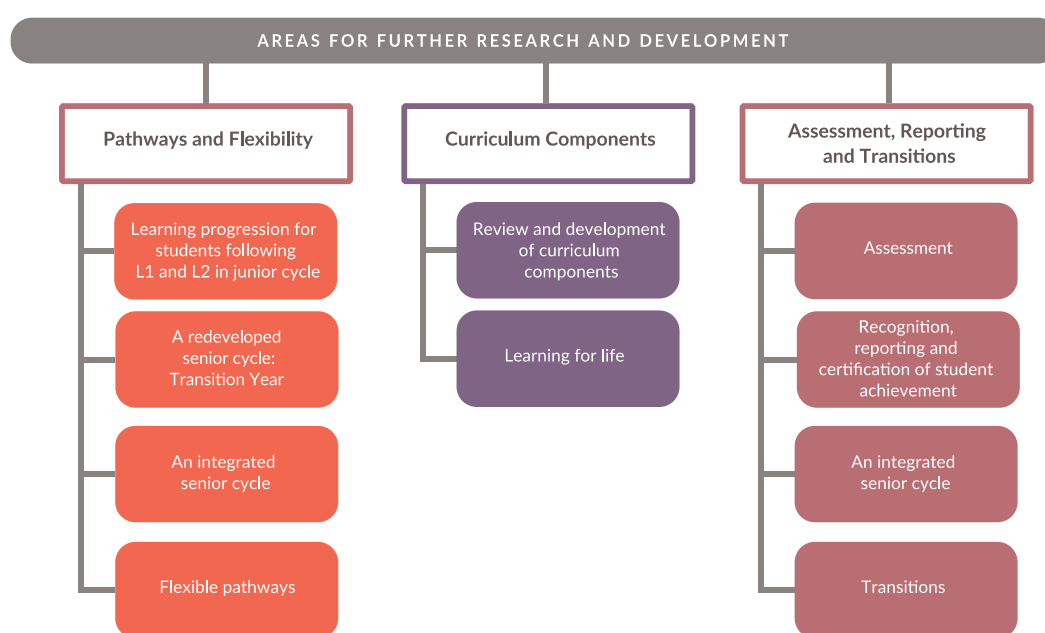 AREAS FOR FURTHER RESEARCH AND DEVELOPMENT
Pathways and Flexibility
Learning progression for
students following
L1 and L2 in junior cycle
A redeveloped
senior cycle:
Transition Year
An integrated
senior cycle
Flexible pathways
Curriculum Components
Review and development
of curriculum
components
Learning for life
Assessment, Reporting
and Transitions
Assessment
Recognition,
reporting and
certification of student
achievement
An integrated
senior cycle
Transitions